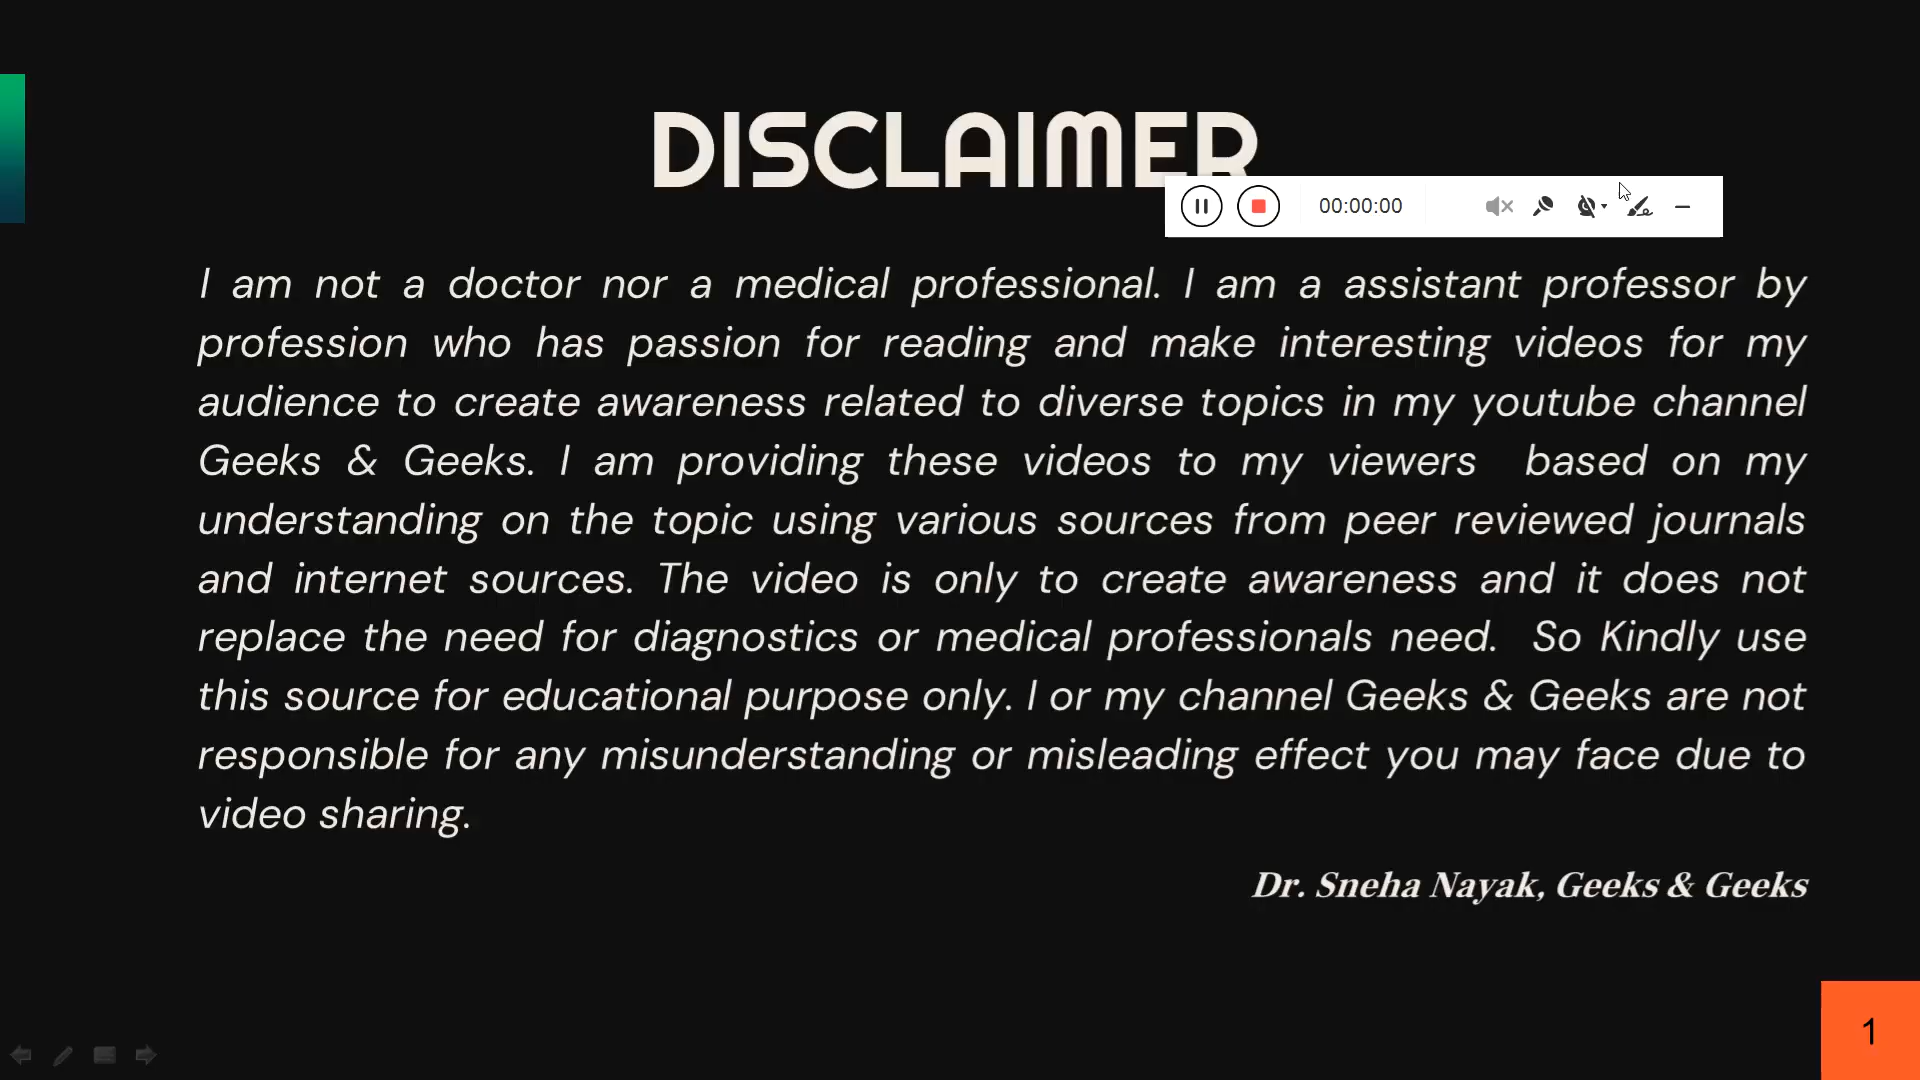 DISCLAIMER
00:00:00
I am not a doctor nor a medical professional. I am a assistant professor by
profession who has passion for reading and make interesting videos for my
audience to create awareness related to diverse topics in my youtube channel
Geeks & Geeks. I am providing these videos to my viewers based on my
understanding on the topic using various sources from peer reviewed journals
and internet sources. The video is only to create awareness and it does not
replace the need for diagnostics or medical professionals need. So Kindly use
this source for educational purpose only. I or my channel Geeks & Geeks are not
responsible for any misunderstanding or misleading effect you may face due to
video sharing.
Dr. Sneha Nayak, Geeks & Geeks
1